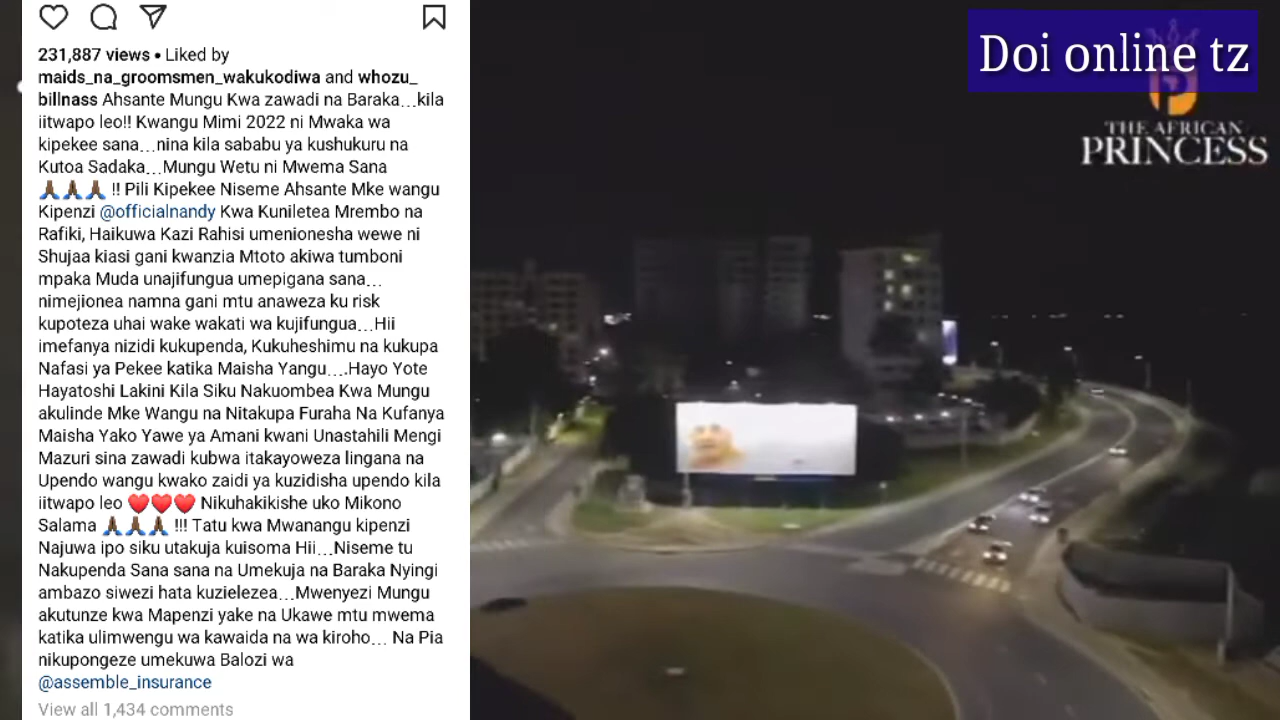 231,887 views • Liked by
maids_na_groomsmen_wakukodiwa and whozu_
billnass Ahsante Mungu Kwa zawadi na Baraka...kila
iitwapo leo!! Kwangu Mimi 2022 ni Mwaka wa
kipekee sana...nina kila sababu ya kushukuru na
Kutoa Sadaka...Mungu Wetu ni Mwema Sana
🙏🏾🙏🏾🙏🏾 !! Pili Kipekee Niseme Ahsante Mke wangu
Kipenzi @officialnandy Kwa Kuniletea Mrembo na
Rafiki, Haikuwa Kazi Rahisi umenionesha wewe ni
Shujaa kiasi gani kwanzia Mtoto akiwa tumboni
mpaka Muda unajifungua umepigana sana...
nimejionea namna gani mtu anaweza ku risk
kupoteza uhai wake wakati wa kujifungua...Hii
imefanya nizidi kukupenda, Kukuheshimu na kukupa
Nafasi ya Pekee katika Maisha Yangu....Hayo Yote
Hayatoshi Lakini Kila Siku Nakuombea Kwa Mungu
akulinde Mke Wangu na Nitakupa Furaha Na Kufanya
Maisha Yako Yawe ya Amani kwani Unastahili Mengi
Mazuri sina zawadi kubwa itakayoweza lingana na
Upendo wangu kwako zaidi ya kuzidisha upendo kila
iitwapo leo ❤️❤️❤️ Nikuhakikishe uko Mikono
Salama 🙏🏾🙏🏾🙏🏾 !!! Tatu kwa Mwanangu kipenzi
Najuwa ipo siku utakuja kuisoma Hii...Niseme tu
Nakupenda Sana sana na Umekuja na Baraka Nyingi
ambazo siwezi hata kuzielezea...Mwenyezi Mungu
akutunze kwa Mapenzi yake na Ukawe mtu mwema
katika ulimwengu wa kawaida na wa kiroho... Na Pia
nikupongeze umekuwa Balozi wa
@assemble_insurance
View all 1,434 comments
Doi online tz
THE AFRICAN
PRINCESS